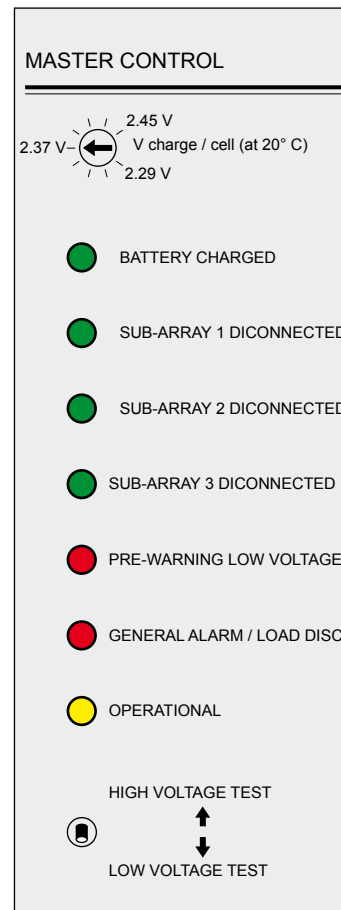 MASTER CONTROL
2.45 V
2.37 V
V charge / cell (at 20° C)
2.29 V
BATTERY CHARGED
SUB-ARRAY 1 DICONNECTED
SUB-ARRAY 2 DICONNECTED
SUB-ARRAY 3 DICONNECTED
PRE-WARNING LOW VOLTAGE
GENERAL ALARM / LOAD DISC
OPERATIONAL
HIGH VOLTAGE TEST
LOW VOLTAGE TEST